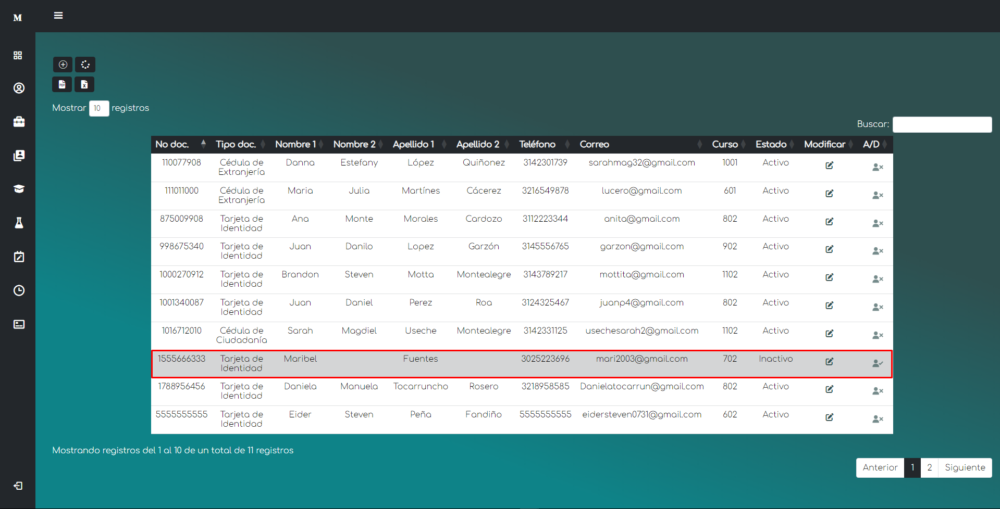 M
PDF
X
Mostrar 10 registros
Buscar:
No doc. Tipo doc. Nombre 1 Nombre 2 Apellido 1 Apellido 2 Teléfono Correo Curso Estado Modificar A/D
110077908 Cédula de Extranjería Danna Estefany López Quiñonez 3142301739 sarahmag32@gmail.com 1001 Activo
111011000 Cédula de Extranjería Maria Julia Martínes Cácerez 3216549878 lucero@gmail.com 601 Activo
875009908 Tarjeta de Identidad Ana Monte Morales Cardozo 3112223344 anita@gmail.com 802 Activo
998675340 Tarjeta de Identidad Juan Danilo Lopez Garzón 3145556765 garzon@gmail.com 902 Activo
1000270912 Tarjeta de Identidad Brandon Steven Motta Montealegre 3143789217 mottita@gmail.com 1102 Activo
1001340087 Tarjeta de Identidad Juan Daniel Perez Roa 3124325467 juanp4@gmail.com 802 Activo
1016712010 Cédula de Ciudadanía Sarah Magdiel Useche Montealegre 3142331125 usechesarah2@gmail.com 1102 Activo
1555666333 Tarjeta de Identidad Maribel Fuentes 3025223696 mari2003@gmail.com 702 Inactivo
1788956456 Tarjeta de Identidad Daniela Manuela Tocarruncho Rosero 3218958585 Danielatocarrun@gmail.com 802 Activo
5555555555 Tarjeta de Identidad Eider Steven Peña Fandiño 5555555555 eidersteven0731@gmail.com 602 Activo
Mostrando registros del 1 al 10 de un total de 11 registros
Anterior 1 2 Siguiente